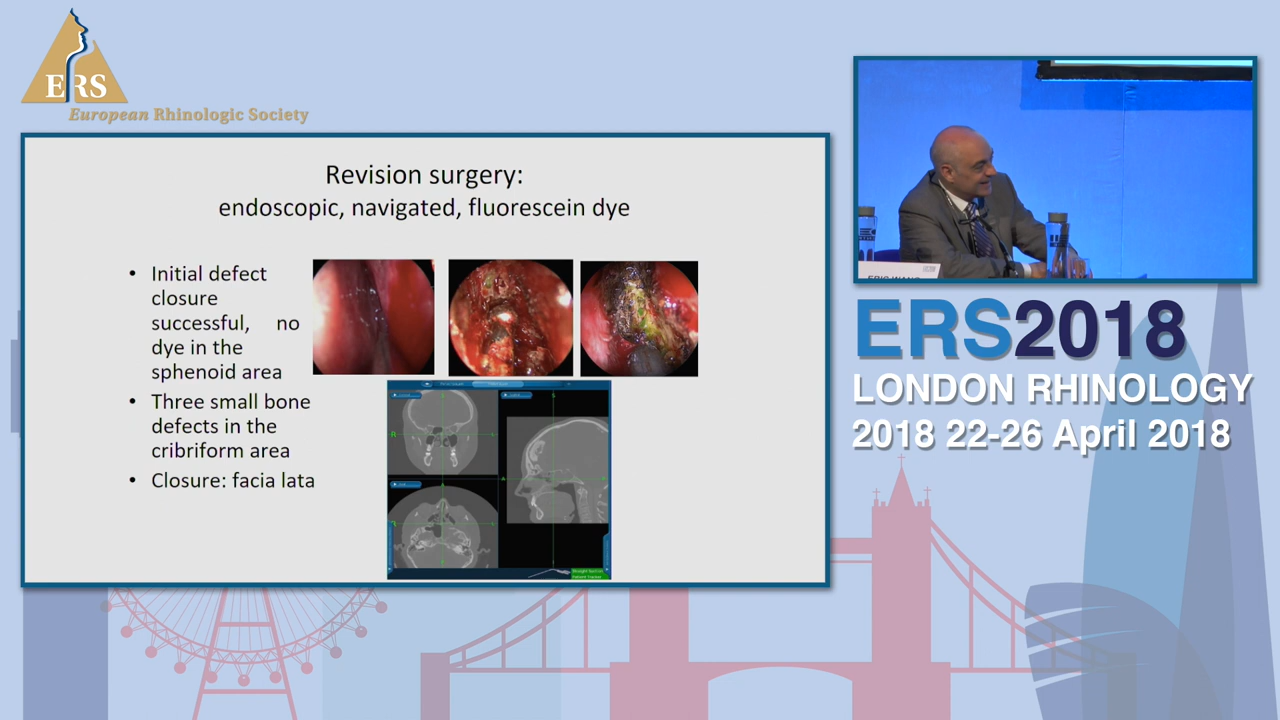 ERS
European Rhinologic Society
Revision surgery:
endoscopic, navigated, fluorescein dye
• Initial defect
closure
successful, no
dye in the
sphenoid area
• Three small bone
defects in the
cribriform area
• Closure: facia lata
ERIC WANG
ERS2018
LONDON RHINOLOGY
2018 22-26 April 2018